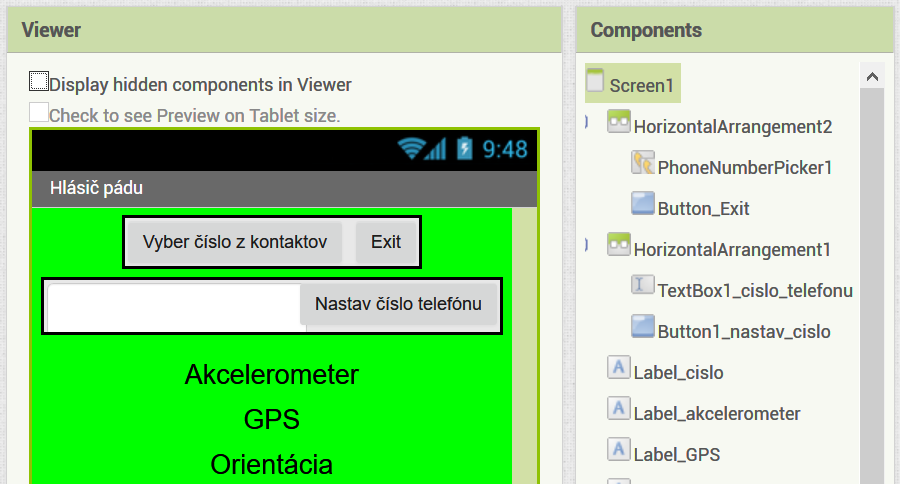 Viewer
Display hidden components in Viewer
Check to see Preview on Tablet size.
9:48
Hlásič pádu
Vyber číslo z kontaktov
Exit
Nastav číslo telefónu
Akcelerometer
GPS
Orientácia
Components
Screen1
HorizontalArrangement2
PhoneNumberPicker1
Button_Exit
HorizontalArrangement1
TextBox1_cislo_telefonu
Button1_nastav_cislo
Label_cislo
Label_akcelerometer
Label_GPS